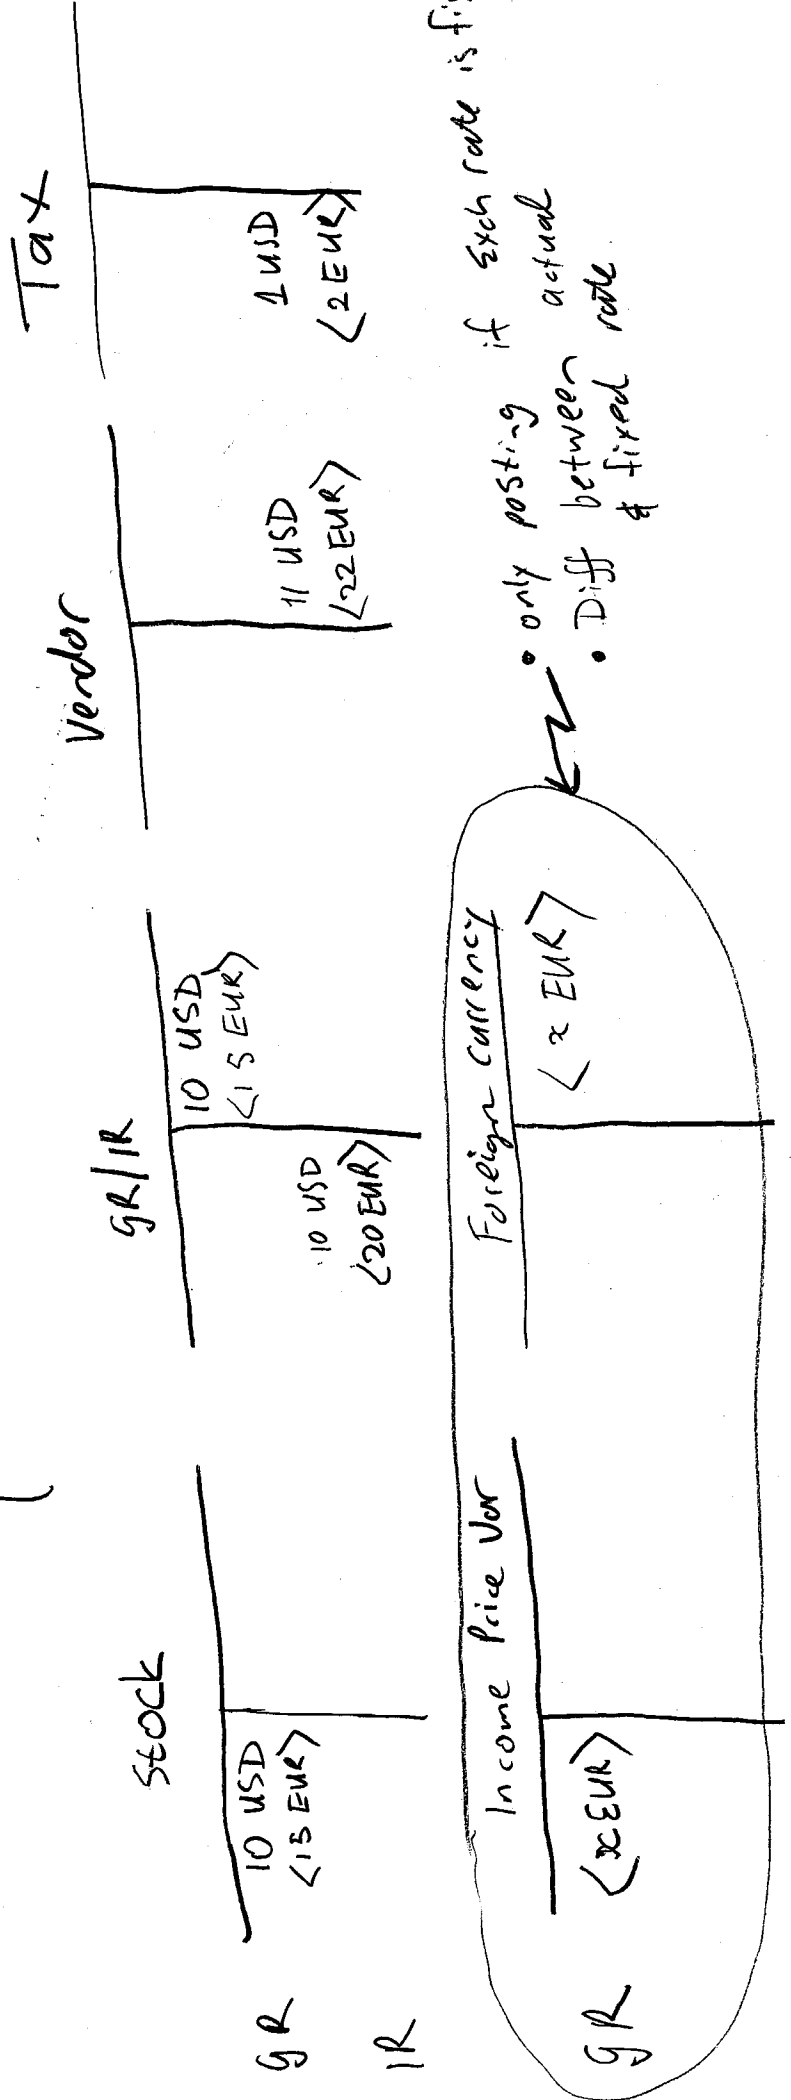 Stock GR/IR Vendor Tax
GR 10 USD 10 USD
<15 EUR> <15 EUR>
IR 10 USD 11 USD 1 USD
<20 EUR> <22 EUR> <2 EUR>
Income Price Var Foreign currency
GR <x EUR> <x EUR>
• only posting if Exch rate is fi
• Diff between actual
& fixed rate.